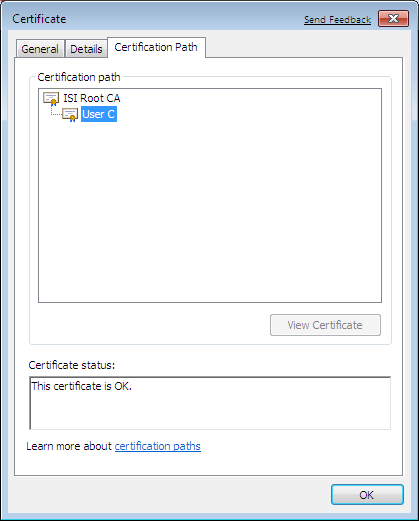 Certificate
Send Feedback
General
Details
Certification Path
Certification path
ISI Root CA
User C
View Certificate
Certificate status:
This certificate is OK.
Learn more about certification paths
OK